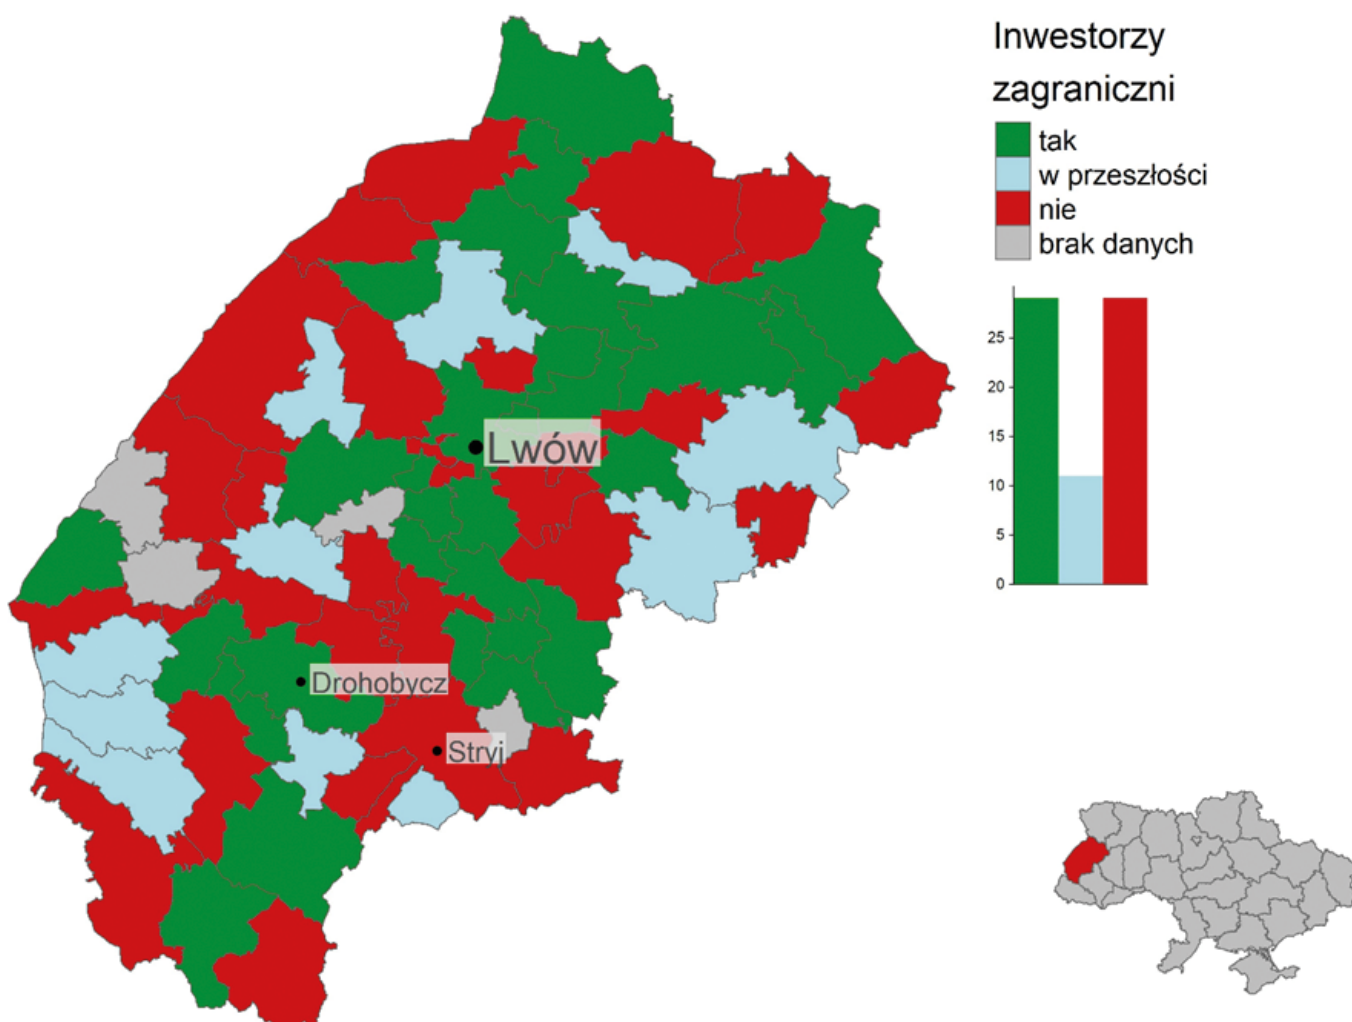 Inwestorzy
zagraniczni
tak
w przeszłości
nie
brak danych
25
20
15
10
5
0
Lwów
Drohobycz
Stryj